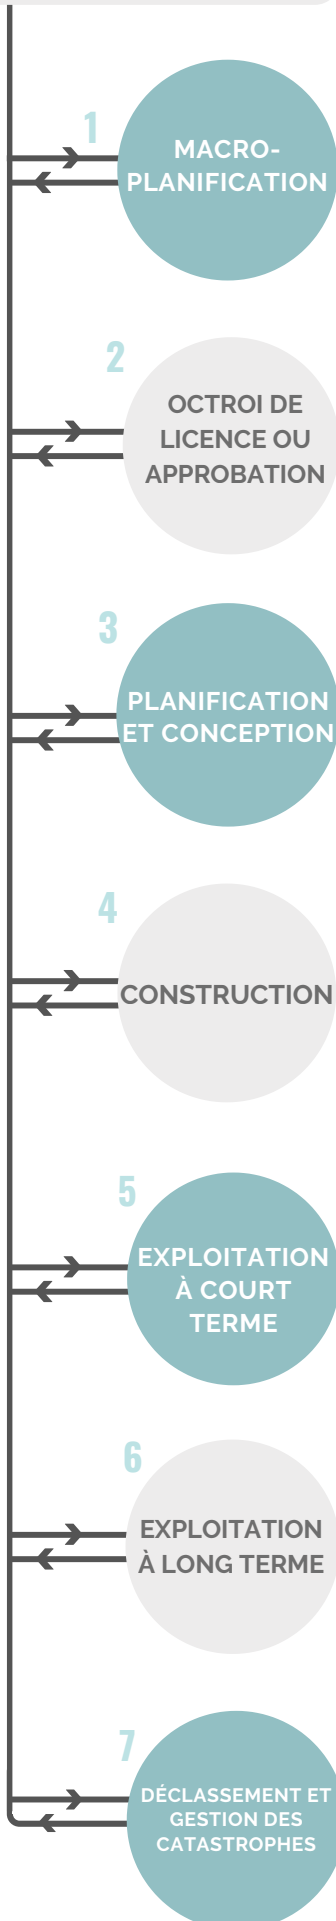 1
MACRO-
PLANIFICATION
2
OCTROI DE
LICENCE OU
APPROBATION
3
PLANIFICATION
ET CONCEPTION
4
CONSTRUCTION
5
EXPLOITATION
À COURT
TERME
6
EXPLOITATION
À LONG TERME
7
DÉCLASSEMENT ET
GESTION DES
CATASTROPHES